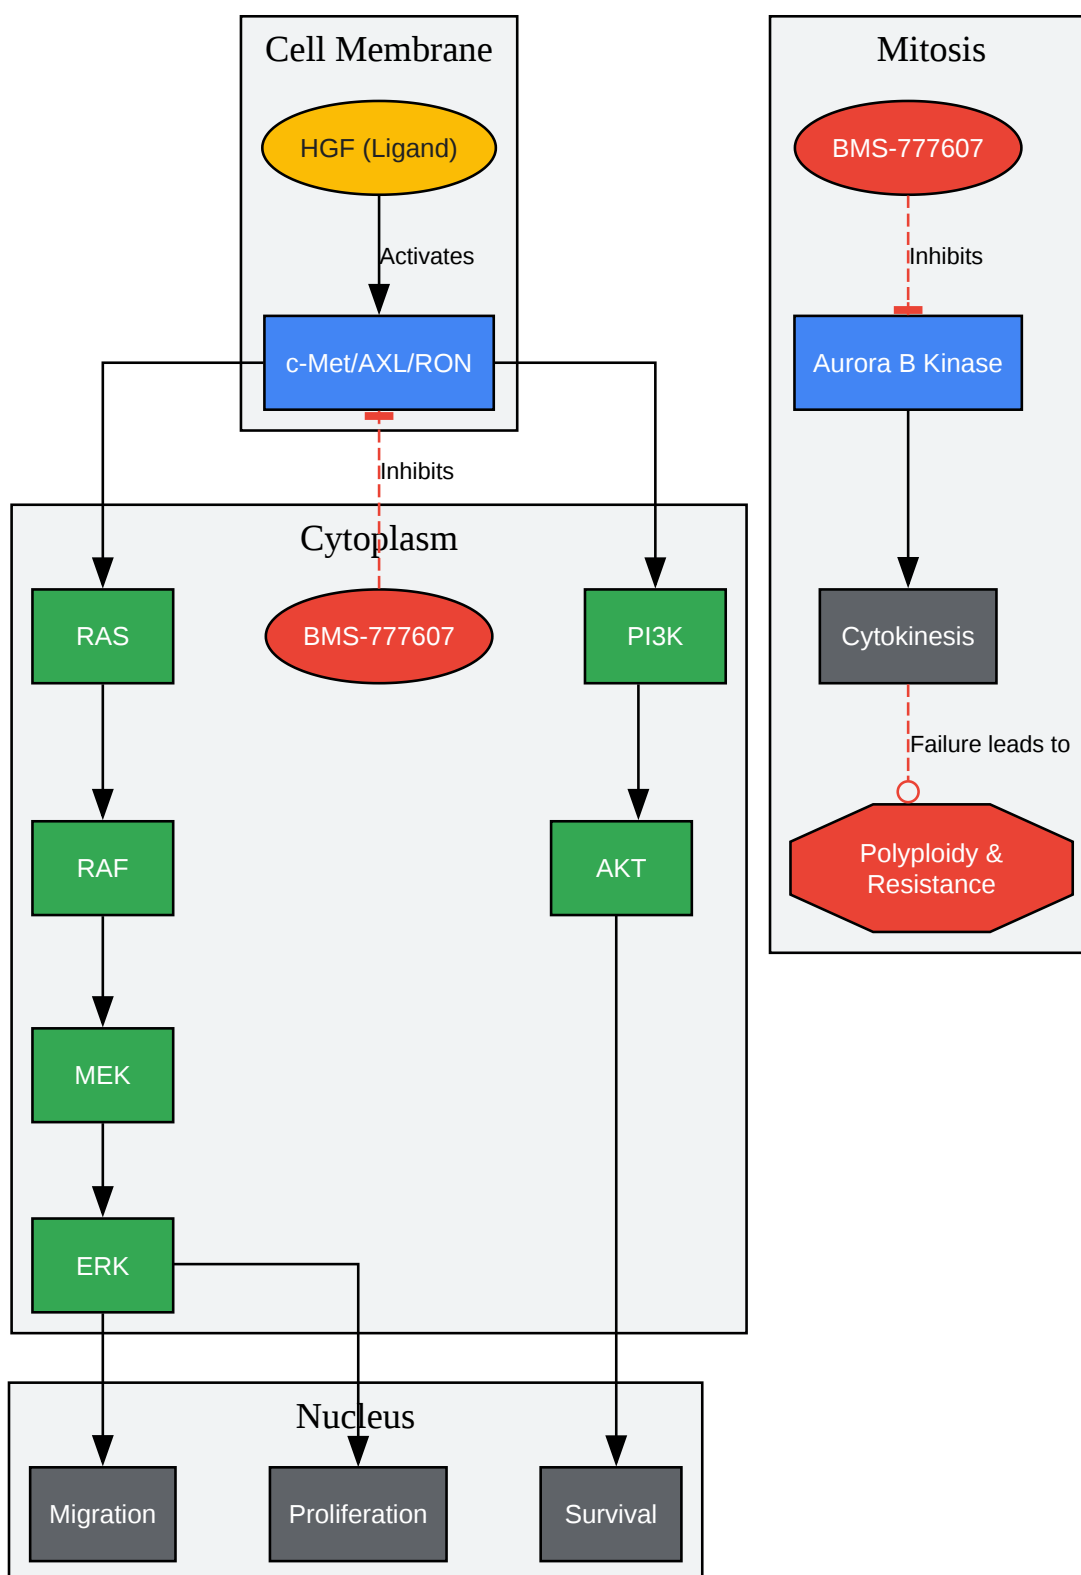 Cell Membrane
HGF (Ligand)
Activates
c-Met/AXL/RON
Inhibits
Cytoplasm
RAS
BMS-777607
PI3K
RAF
AKT
MEK
ERK
Nucleus
Migration
Proliferation
Survival
Mitosis
BMS-777607
Inhibits
Aurora B Kinase
Cytokinesis
Failure leads to
Polyploidy &
Resistance